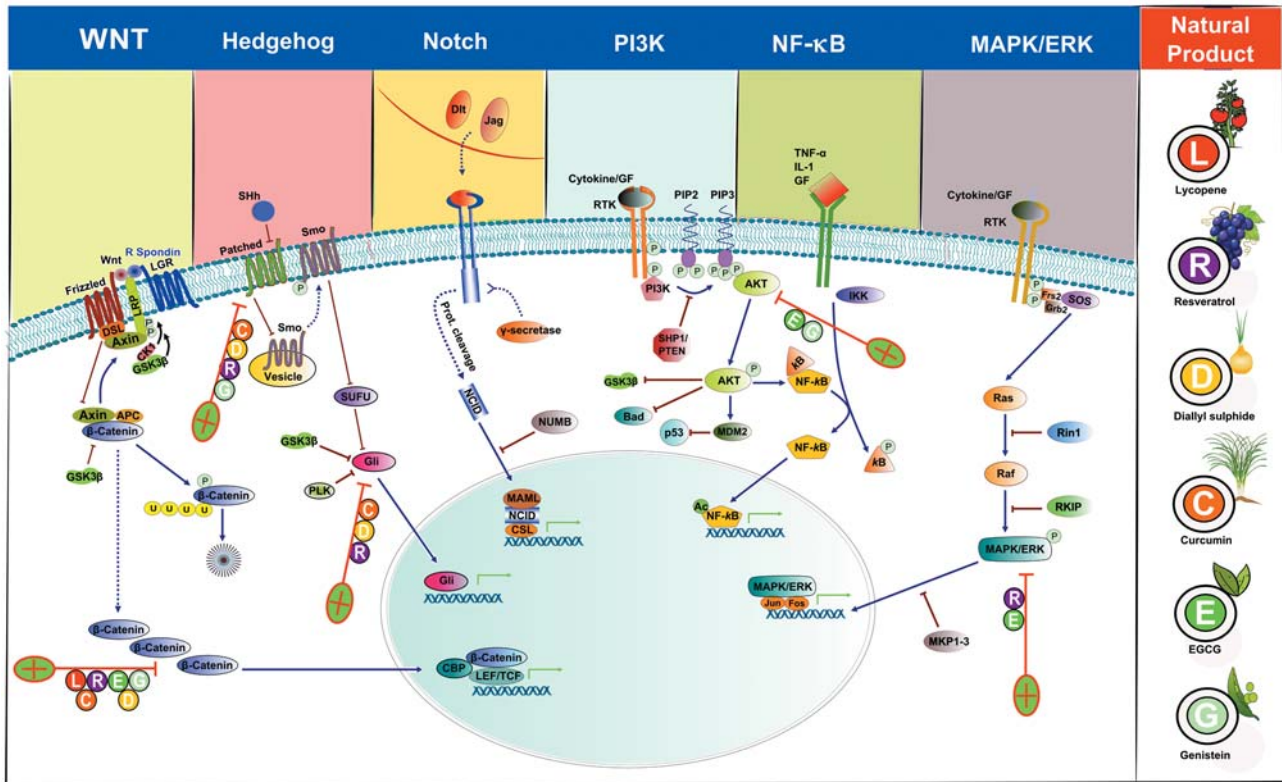 WNT
Hedgehog
Notch
PI3K
NF-κB
MAPK/ERK
Natural
Product
Wnt
R Spondin
LGR
Frizzled
LRP
DSL
Axin
P
P
CK1
GSK3β
Axin
APC
β-Catenin
GSK3β
P
β-Catenin
U U U U
β-Catenin
β-Catenin
β-Catenin
L R E G
C D
SHh
Patched
Smo
P
Smo
Vesicle
C
D
R
G
SUFU
GSK3β
Gli
PLK
C
D
R
Gli
CBP
β-Catenin
LEF/TCF
Dlt
Jag
Prot. cleavage
γ-secretase
NCID
NUMB
MAML
NCID
CSL
Cytokine/GF
RTK
PIP2
PIP3
P
P
P
P P
P P P
PI3K
AKT
SHP1/
PTEN
E G
GSK3β
AKT
P
Bad
p53
MDM2
TNF-α
IL-1
GF
IKK
kB
NF-kB
NF-kB
P
kB
Ac
NF-kB
Cytokine/GF
RTK
P
P
Frs2
Grb2
SOS
Ras
Rin1
Raf
RKIP
P
MAPK/ERK
R
E
MKP1-3
MAPK/ERK
Jun Fos
L
Lycopene
R
Resveratrol
D
Diallyl sulphide
C
Curcumin
E
EGCG
G
Genistein